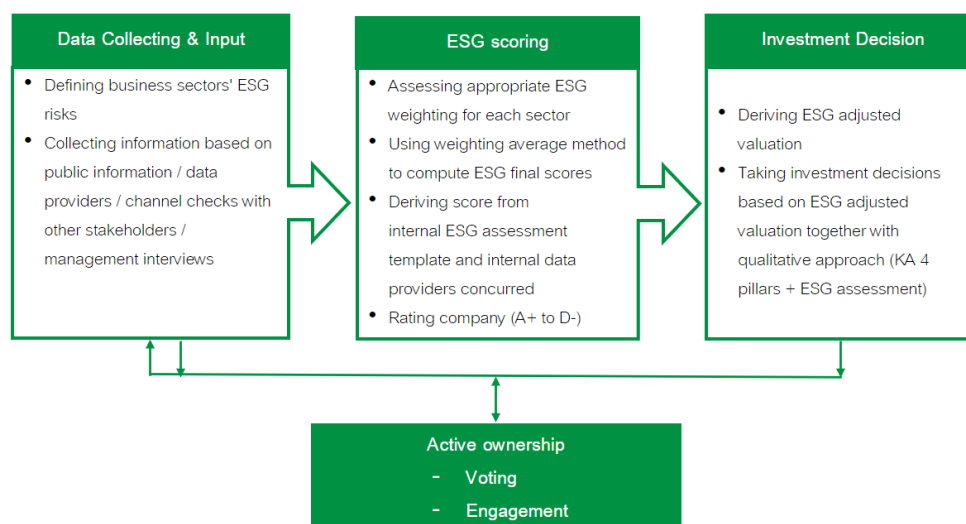 Data Collecting & Input
• Defining business sectors' ESG
risks
• Collecting information based on
public information / data
providers / channel checks with
other stakeholders /
management interviews
ESG scoring
• Assessing appropriate ESG
weighting for each sector
• Using weighting average method
to compute ESG final scores
• Deriving score from
internal ESG assessment
template and internal data
providers concurred
• Rating company (A+ to D-)
Investment Decision
• Deriving ESG adjusted
valuation
• Taking investment decisions
based on ESG adjusted
valuation together with
qualitative approach (KA 4
pillars + ESG assessment)
Active ownership
- Voting
- Engagement